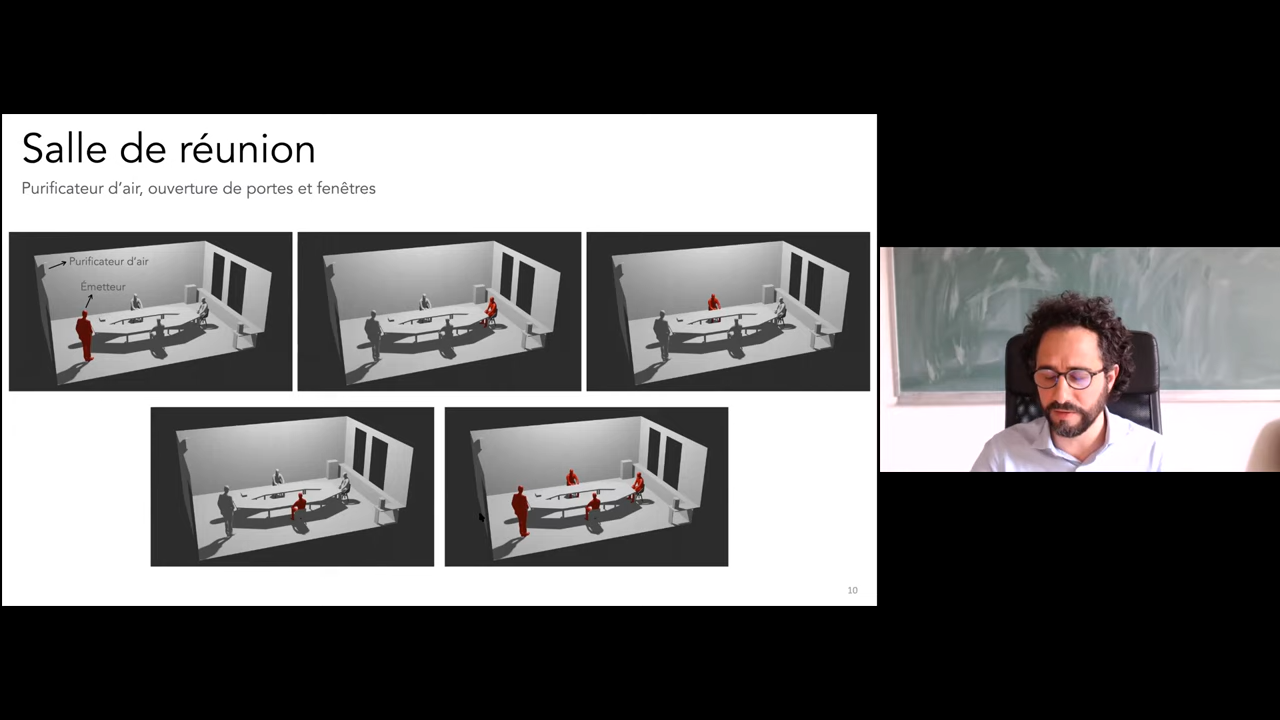 Salle de réunion
Purificateur d'air, ouverture de portes et fenêtres
Purificateur d'air
Émetteur
10